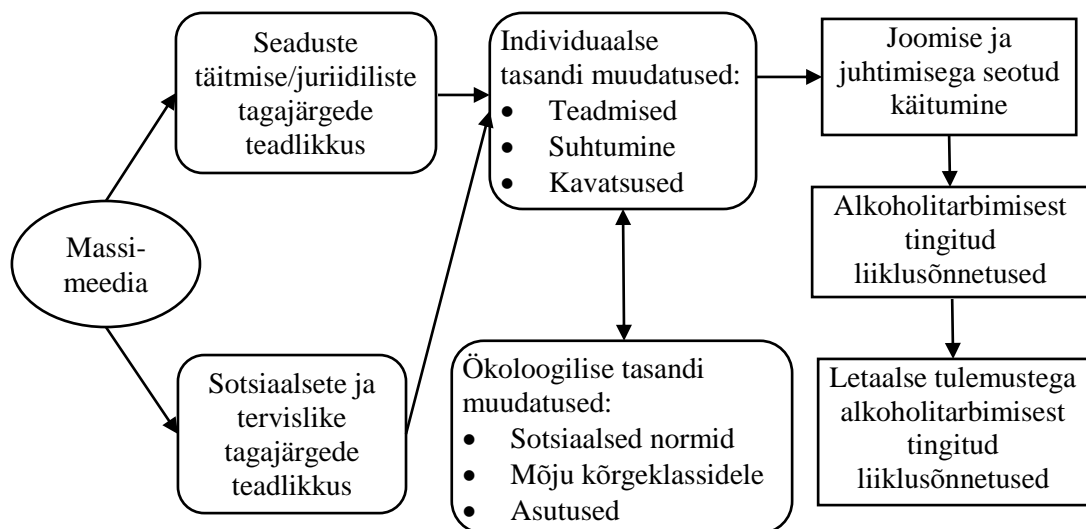 Massi-
meedia
Seaduste
täitmise/juriidiliste
tagajärgede
teadlikkus
Sotsiaalsete ja
tervislike
tagajärgede
teadlikkus
Individuaalse
tasandi muudatused:
• Teadmised
• Suhtumine
• Kavatsused
Ökoloogilise tasandi
muudatused:
• Sotsiaalsed normid
• Mõju kõrgeklassidele
• Asutused
Joomise ja
juhtimisega seotud
käitumine
Alkoholitarbimisest
tingitud
liiklusõnnetused
Letaalse tulemustega
alkoholitarbimisest
tingitud
liiklusõnnetused